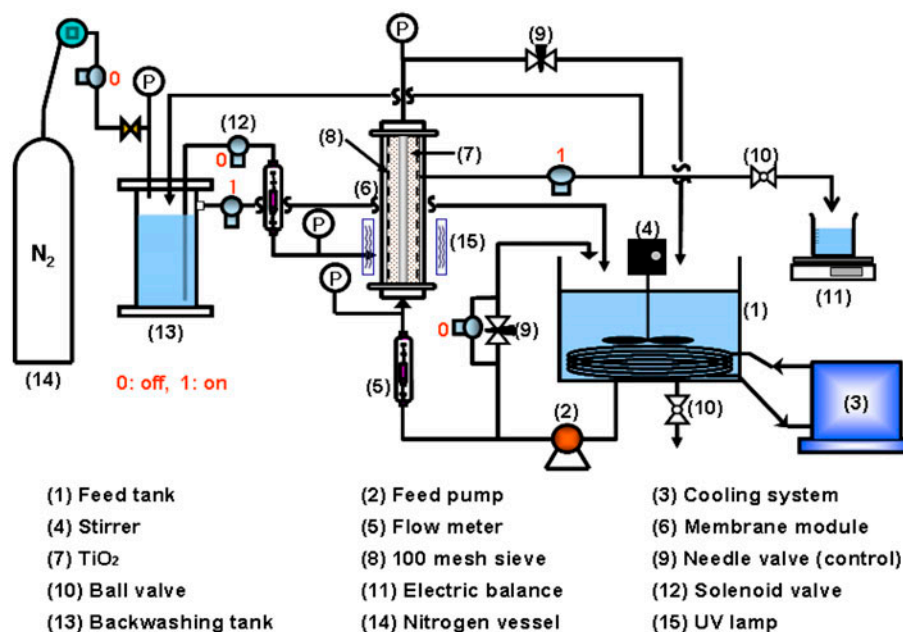 P
(9)
0
P
(12)
0
(8)
(7)
1
(10)
1
(6)
P
(15)
(4)
N2
P
(11)
(1)
(13)
0
(9)
(14)
0: off, 1: on
(5)
(2)
(10)
(3)
(1) Feed tank
(2) Feed pump
(3) Cooling system
(4) Stirrer
(5) Flow meter
(6) Membrane module
(7) TiO2
(8) 100 mesh sieve
(9) Needle valve (control)
(10) Ball valve
(11) Electric balance
(12) Solenoid valve
(13) Backwashing tank
(14) Nitrogen vessel
(15) UV lamp